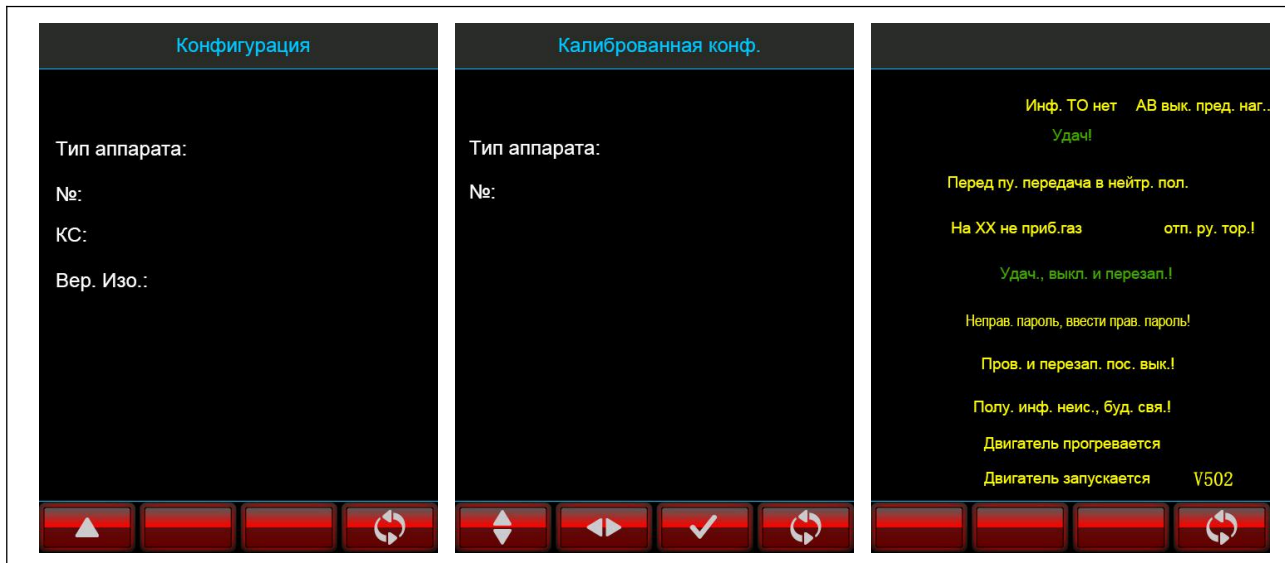 Конфигурация
Тип аппарата:
№:
КС:
Вер. Изо.:
Калиброванная конф.
Тип аппарата:
№:
Инф. ТО нет АВ вык. пред. наг..
Удач!
Перед пу. передача в нейтр. пол.
На ХХ не приб.газ отп. ру. тор.!
Удач., выкл. и перезап.!
Неправ. пароль, ввести прав. пароль!
Пров. и перезап. пос. вык.!
Полу. инф. неис., буд. свя.!
Двигатель прогревается
Двигатель запускается V502